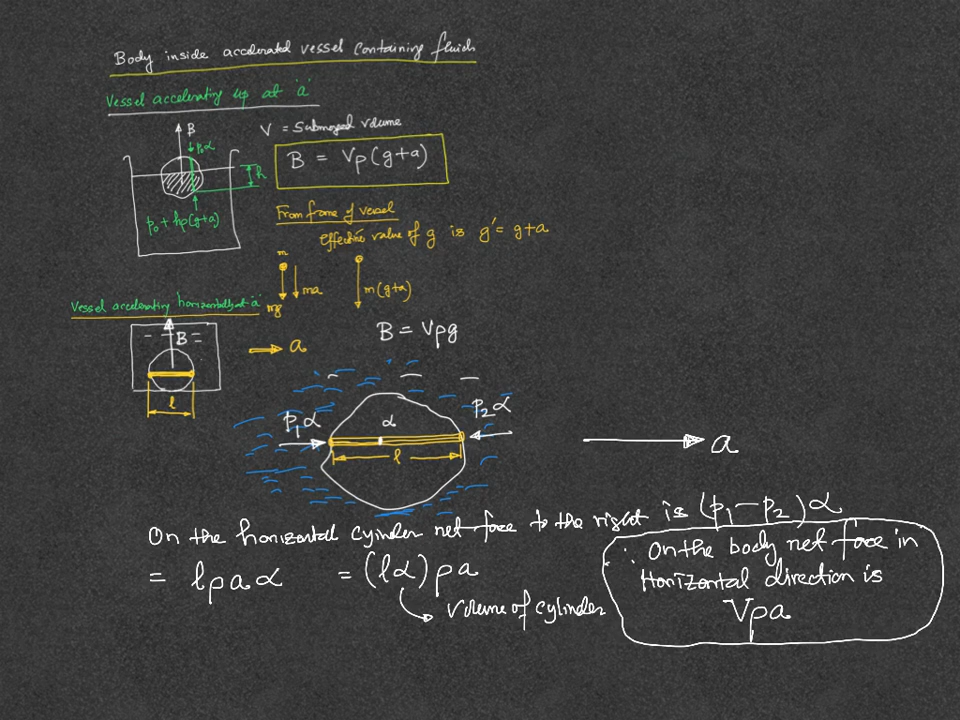 Body inside accelerated vessel containing fluid
Vessel accelerating up at 'a'
B
p₀α
h
p₀ + hρ(g+a)
V = Submerged volume
B = Vρ(g+a)
From frame of vessel
effective value of g is g' = g+a
m
ma
mg
m(g+a)
Vessel accelerating horizontally at 'a'
B
l
a
B = Vρg
p₁α
α
p₂α
l
a
On the horizontal cylinder net force to the right is (p₁ − p₂)α
= lρaα = (lα)ρa
Volume of cylinder
∴ On the body net force in
Horizontal direction is
Vρa